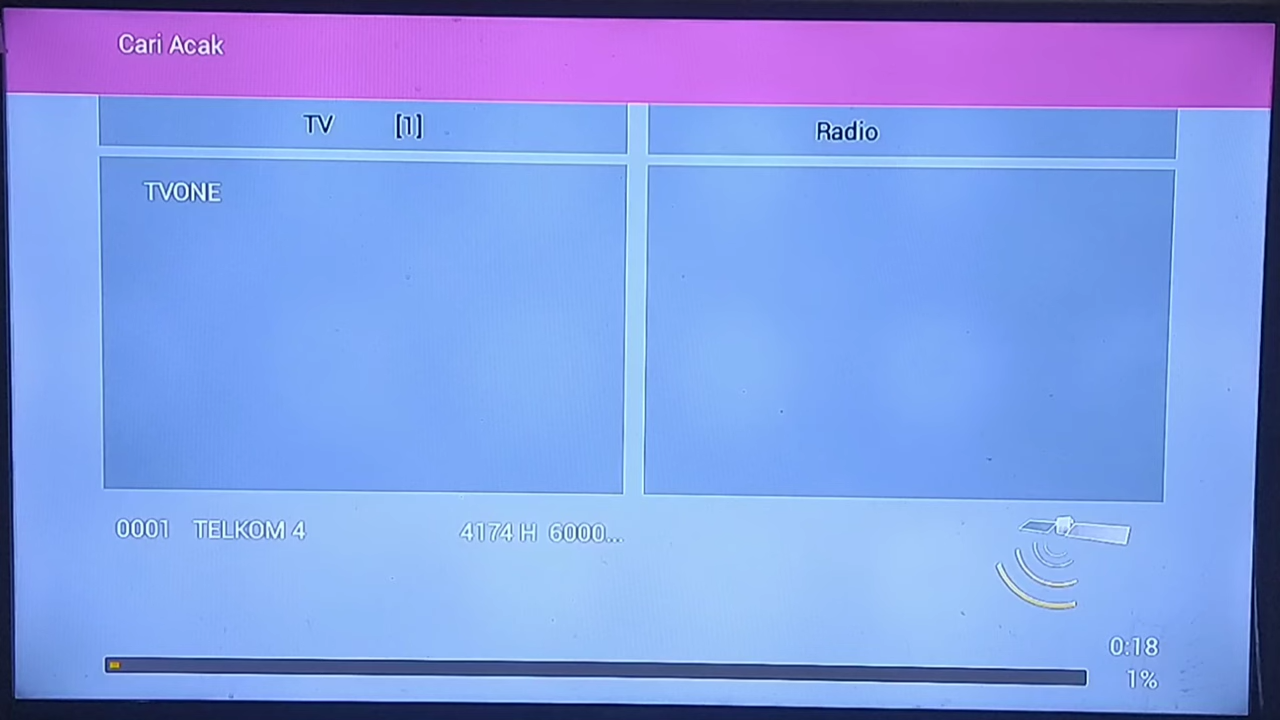 Cari Acak
TV [1] Radio
TVONE
0001 TELKOM 4 4174 H 6000...
0:18
1%